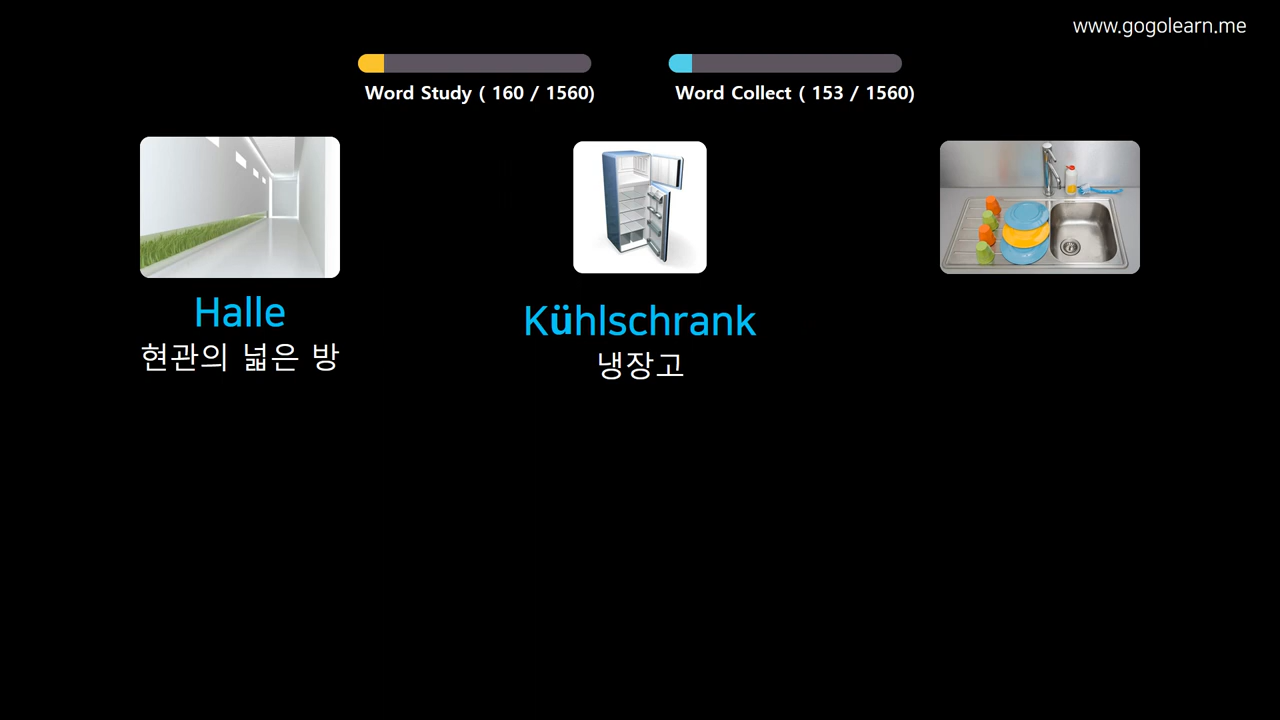 www.gogolearn.me
Word Study ( 160 / 1560)
Word Collect ( 153 / 1560)
Halle
현관의 넓은 방
Kühlschrank
냉장고